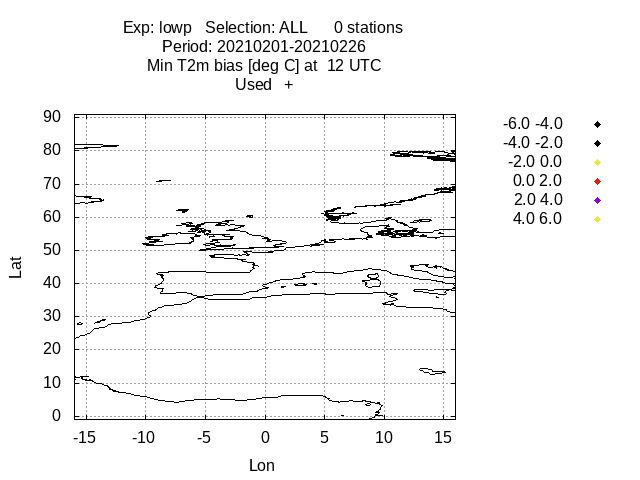 Exp: lowp Selection: ALL 0 stations
Period: 20210201-20210226
Min T2m bias [deg C] at 12 UTC
Used +
90
80
70
60
50
40
30
20
10
0
Lat
-15 -10 -5 0 5 10 15
Lon
-6.0 -4.0
-4.0 -2.0
-2.0 0.0
0.0 2.0
2.0 4.0
4.0 6.0